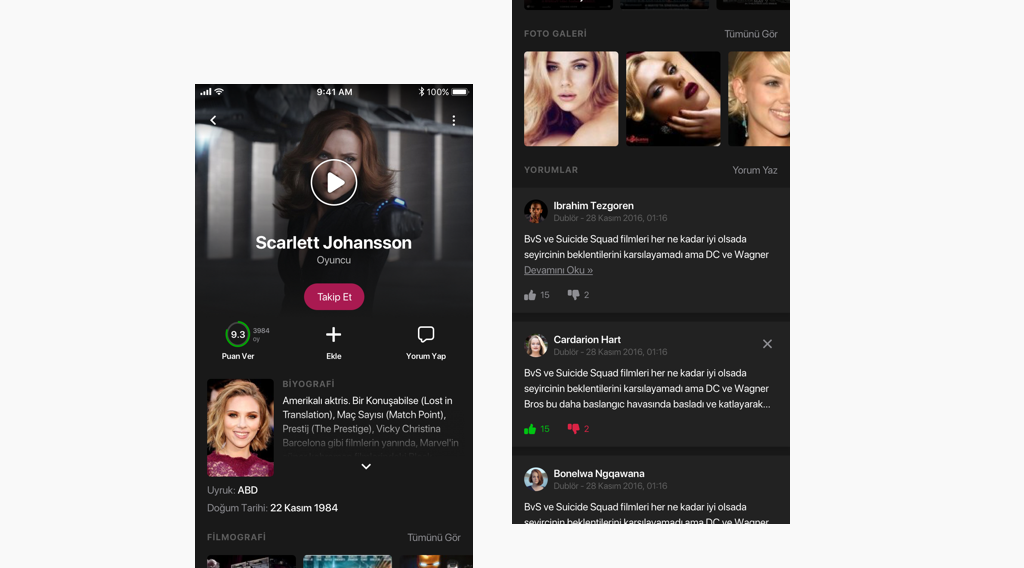 9:41 AM
100%
Scarlett Johansson
Oyuncu
Takip Et
9.3
3984
oy
Puan Ver
Ekle
Yorum Yap
BİYOGRAFİ
Amerikalı aktris. Bir Konuşabilse (Lost in
Translation), Maç Sayısı (Match Point),
Prestij (The Prestige), Vicky Christina
Barcelona gibi filmlerin yanında, Marvel'in
Uyruk: ABD
Doğum Tarihi: 22 Kasım 1984
FİLMOGRAFİ
Tümünü Gör
FOTO GALERİ
Tümünü Gör
YORUMLAR
Yorum Yaz
Ibrahim Tezgoren
Dublör - 28 Kasım 2016, 01:16
BvS ve Suicide Squad filmleri her ne kadar iyi olsada
seyircinin beklentilerini karsılayamadı ama DC ve Wagner
Devamını Oku »
15
2
Cardarion Hart
Dublör - 28 Kasım 2016, 01:16
BvS ve Suicide Squad filmleri her ne kadar iyi olsada
seyircinin beklentilerini karsılayamadı ama DC ve Wagner
Bros bu daha baslangıc havasında basladı ve katlayarak...
15
2
Bonelwa Ngqawana
Dublör - 28 Kasım 2016, 01:16
BvS ve Suicide Squad filmleri her ne kadar iyi olsada
seyircinin beklentilerini karsılayamadı ama DC ve Wagner